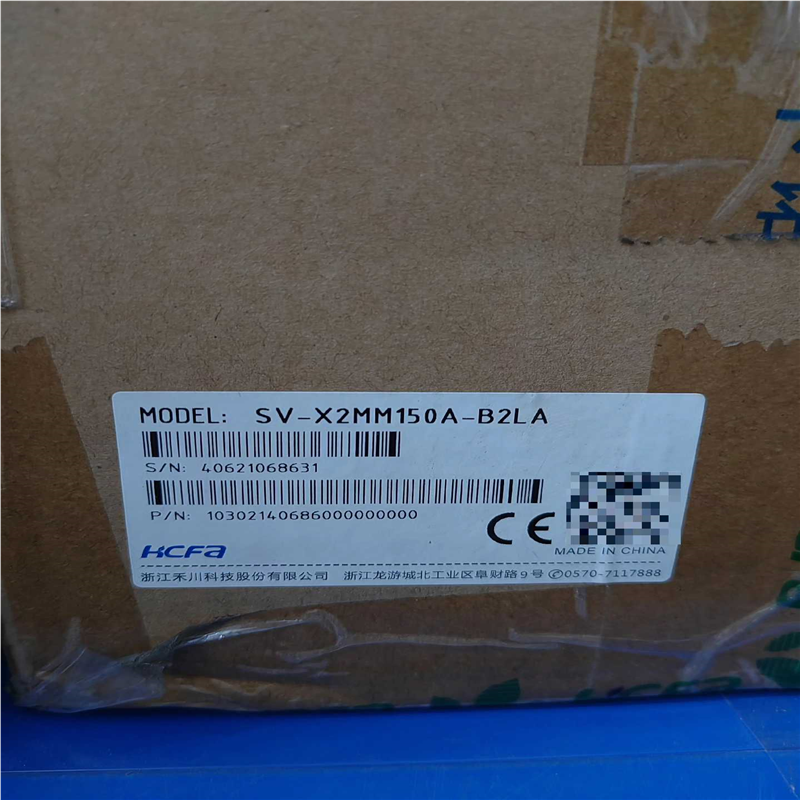 MODEL: SV-X2MM150A-B2LA
S/N: 40621068631
P/N: 10302140686000000000
CE
MADE IN CHINA
HCFA
浙江禾川科技股份有限公司 浙江龙游城北工业区阜财路9号 ✆0570-7117888
HCFA